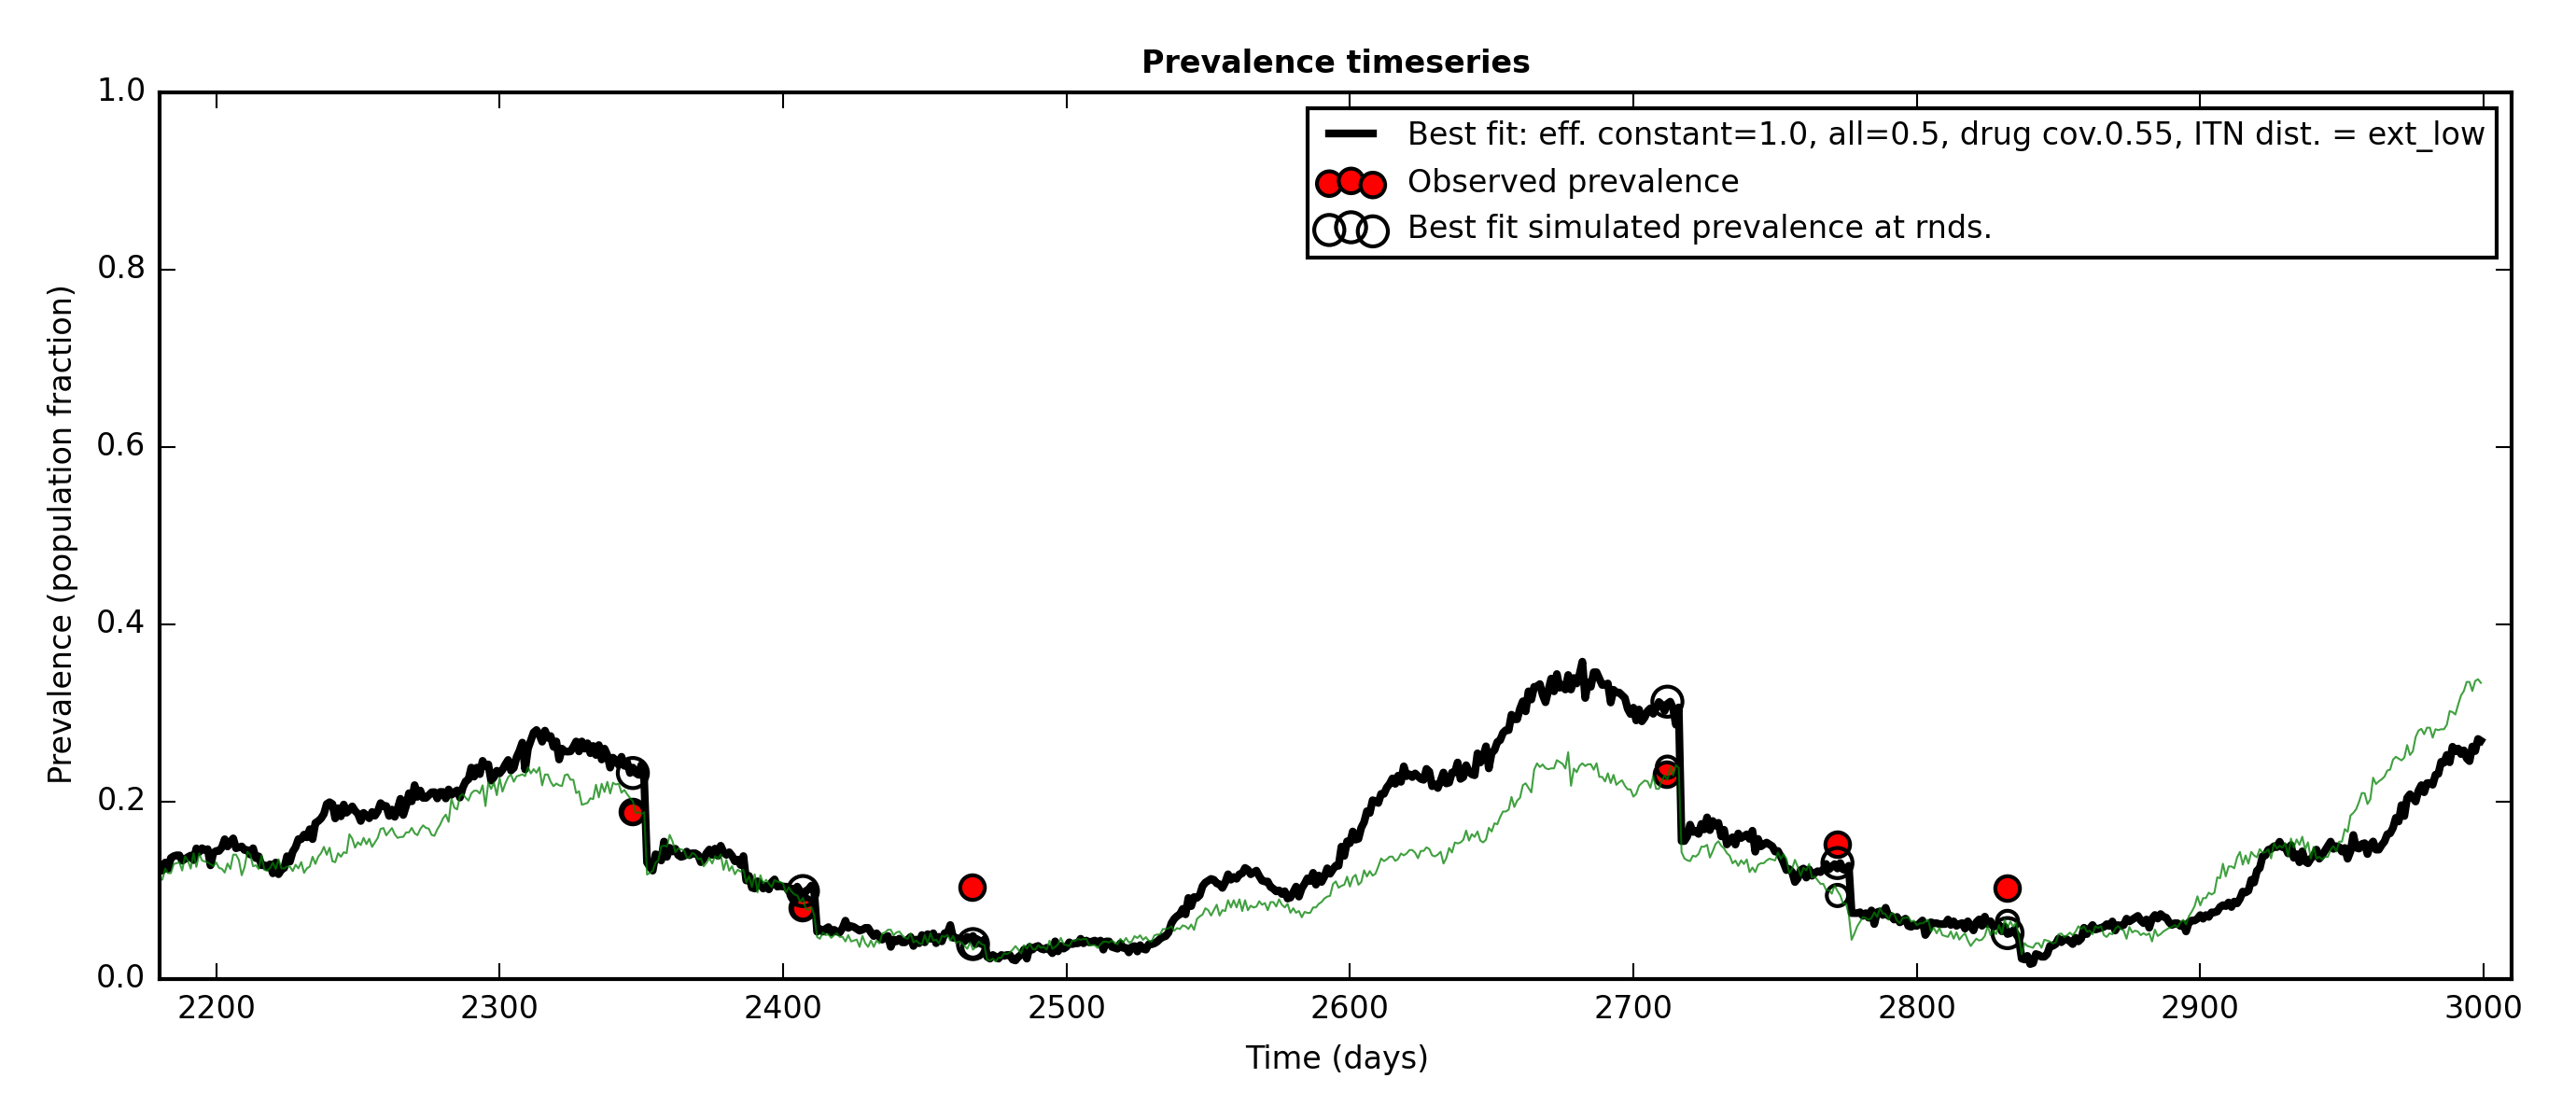 Prevalence timeseries
1.0
0.8
0.6
0.4
0.2
0.0
Prevalence (population fraction)
Best fit: eff. constant=1.0, all=0.5, drug cov.0.55, ITN dist. = ext_low
Observed prevalence
Best fit simulated prevalence at rnds.
2200 2300 2400 2500 2600 2700 2800 2900 3000
Time (days)